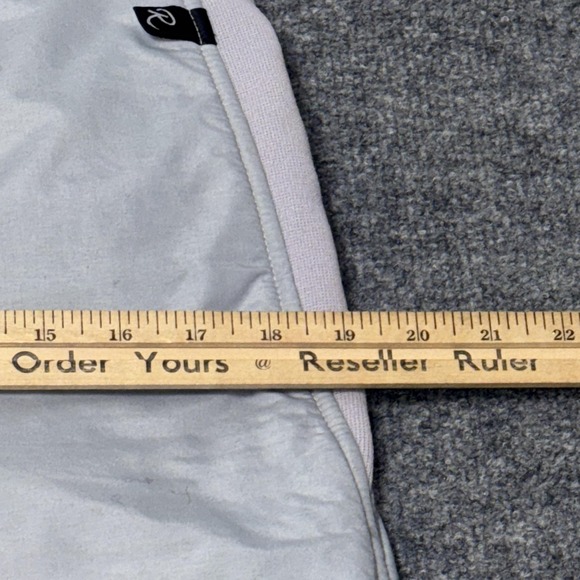 R
15 16 17 18 19 20 21 22
Order Yours @ Reseller Ruler